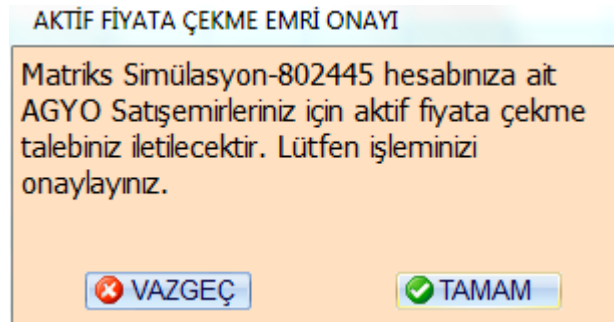 AKTİF FİYATA ÇEKME EMRİ ONAYI
Matriks Simülasyon-802445 hesabınıza ait
AGYO Satışemirleriniz için aktif fiyata çekme
talebiniz iletilecektir. Lütfen işleminizi
onaylayınız.
VAZGEÇ TAMAM